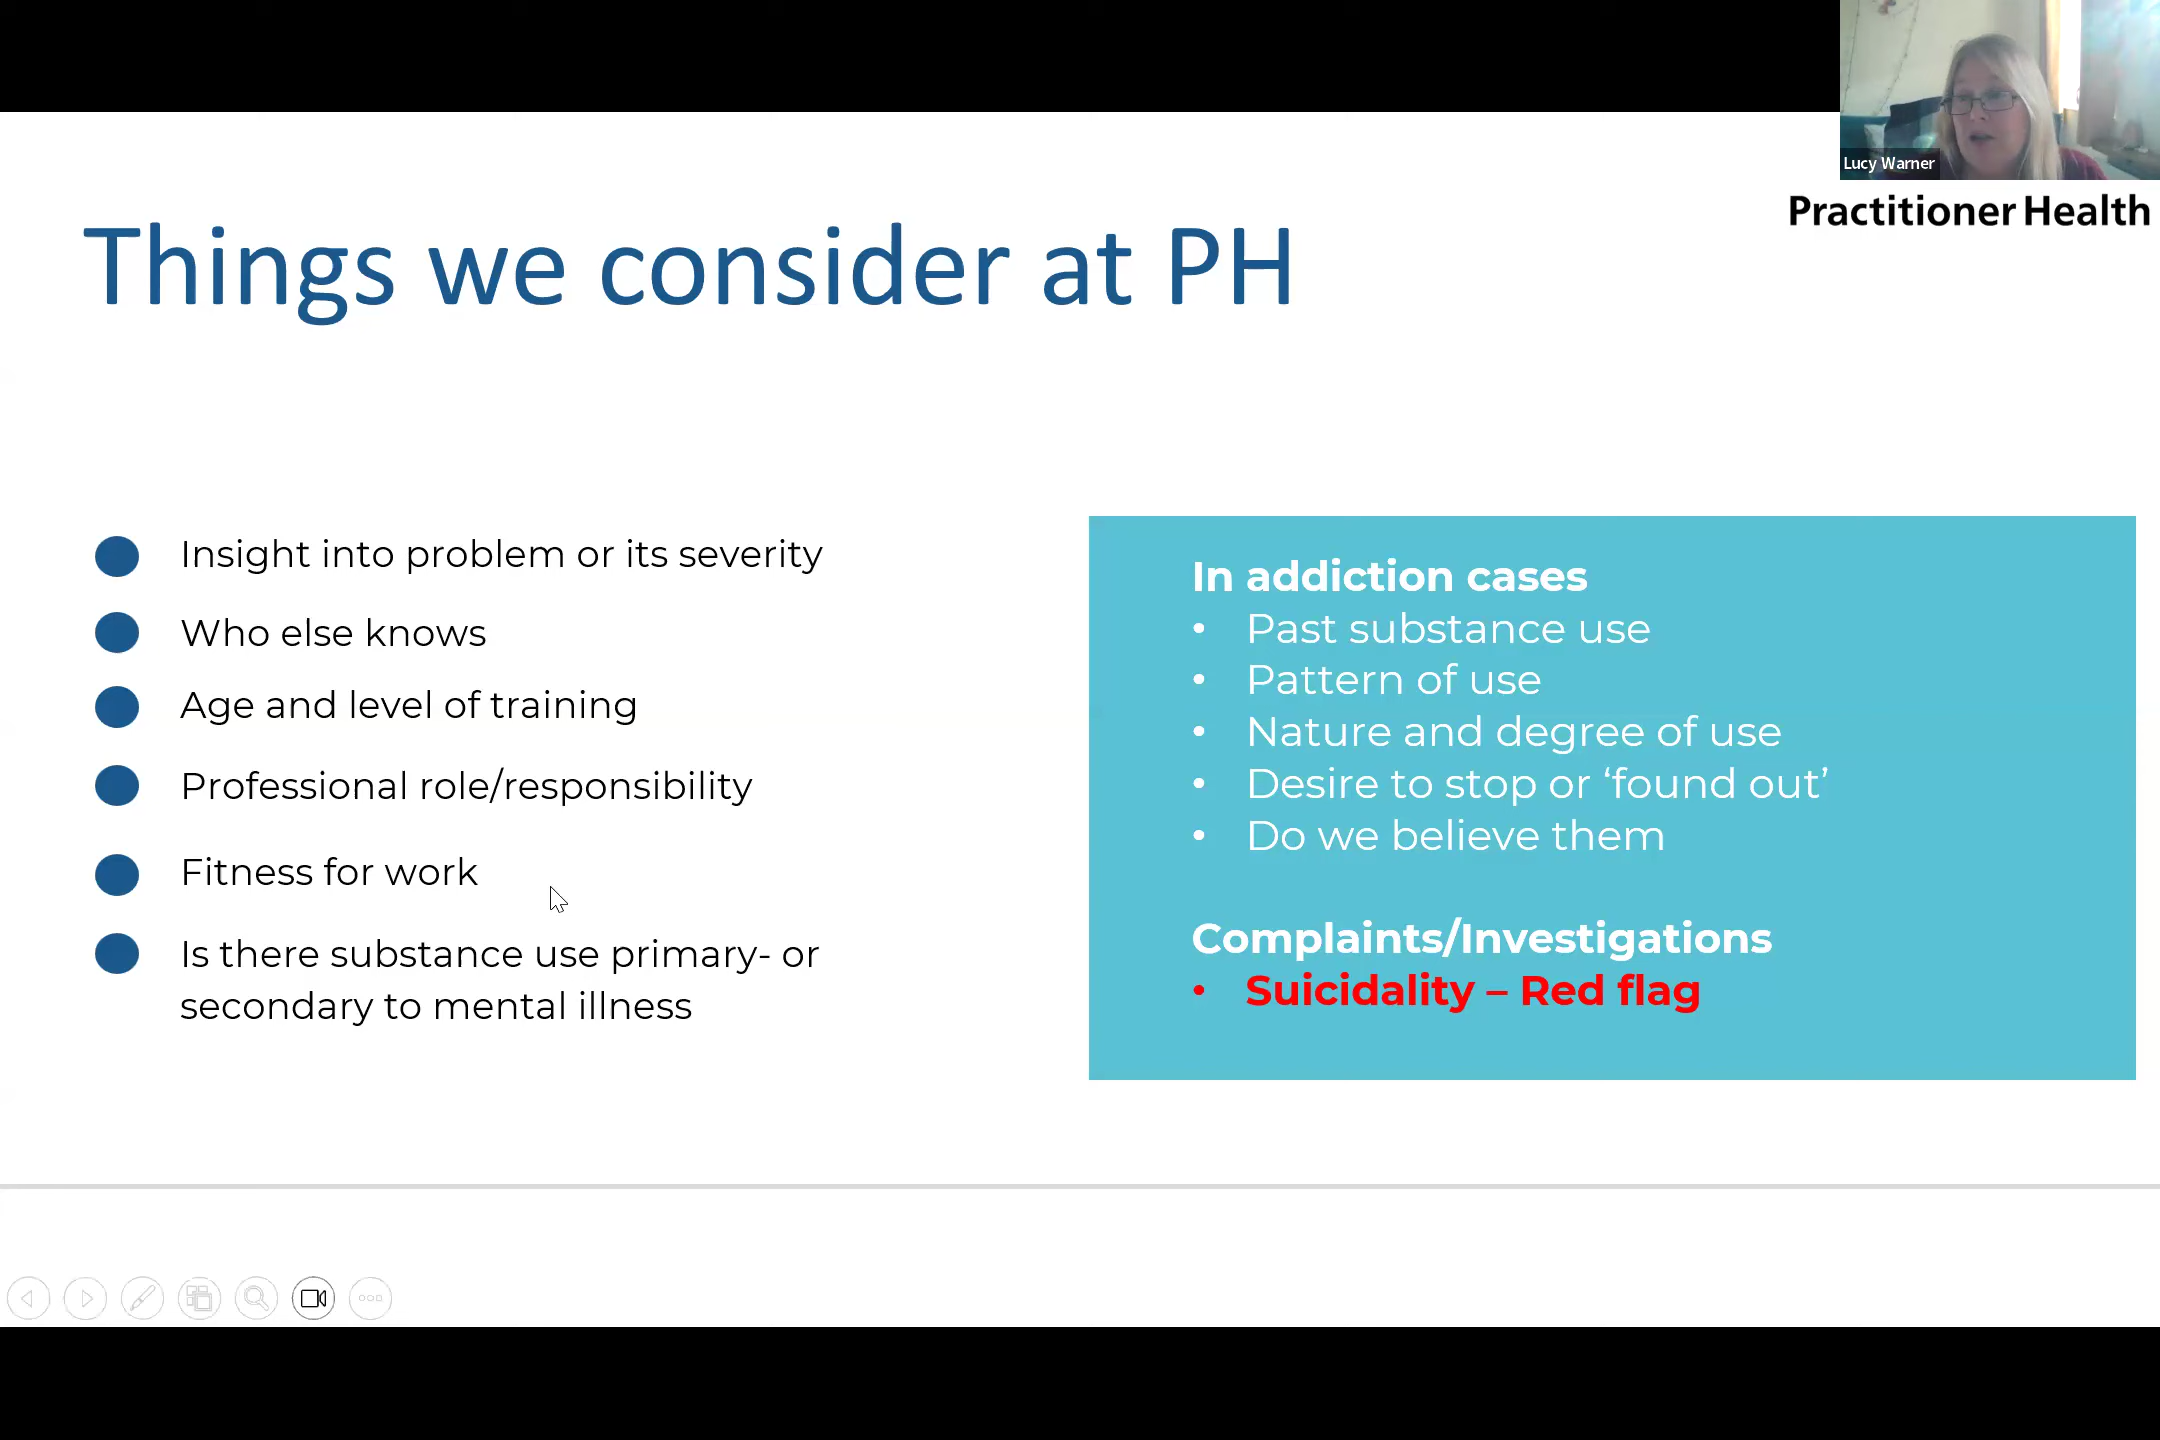 Lucy Warner
Practitioner Health
Things we consider at PH
Insight into problem or its severity
Who else knows
Age and level of training
Professional role/responsibility
Fitness for work
Is there substance use primary- or
secondary to mental illness
In addiction cases
• Past substance use
• Pattern of use
• Nature and degree of use
• Desire to stop or ‘found out’
• Do we believe them
Complaints/Investigations
• Suicidality – Red flag